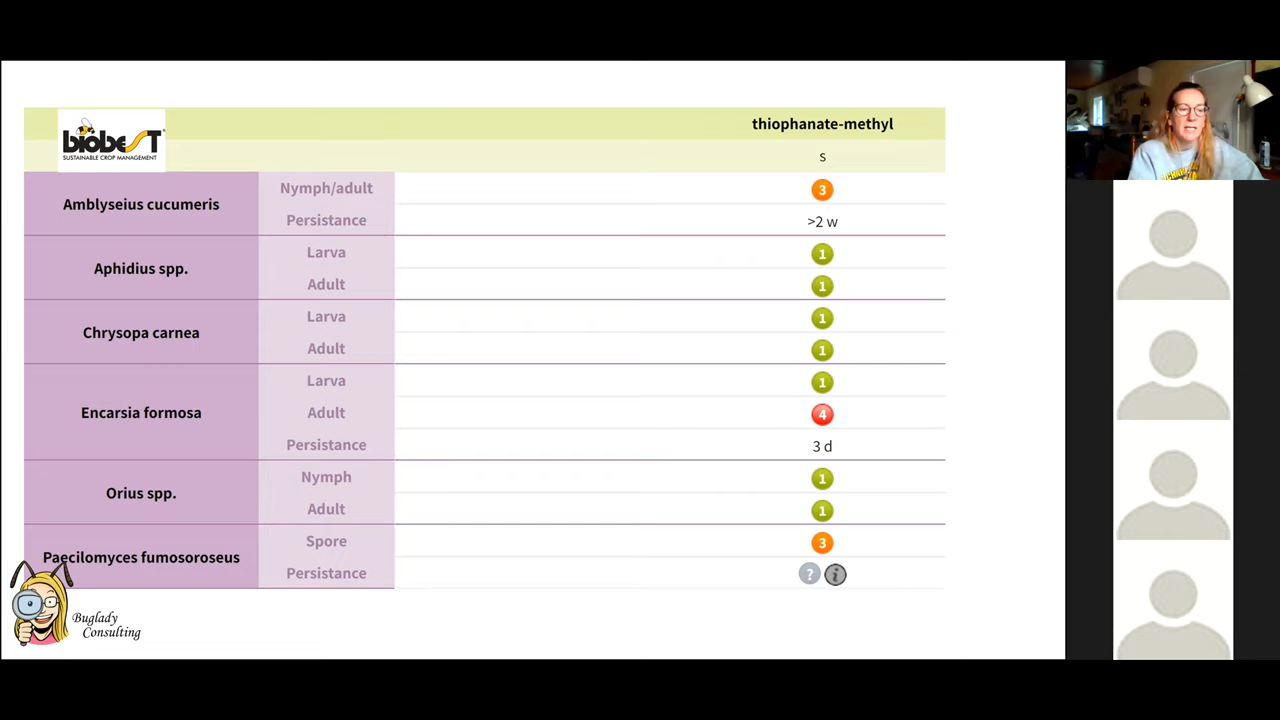 biobesT
SUSTAINABLE CROP MANAGEMENT
thiophanate-methyl
S
Amblyseius cucumeris
Nymph/adult
3
Persistance
>2 w
Aphidius spp.
Larva
1
Adult
1
Chrysopa carnea
Larva
1
Adult
1
Encarsia formosa
Larva
1
Adult
4
Persistance
3 d
Orius spp.
Nymph
1
Adult
1
Paecilomyces fumosoroseus
Spore
3
Persistance
? i
Buglady
Consulting